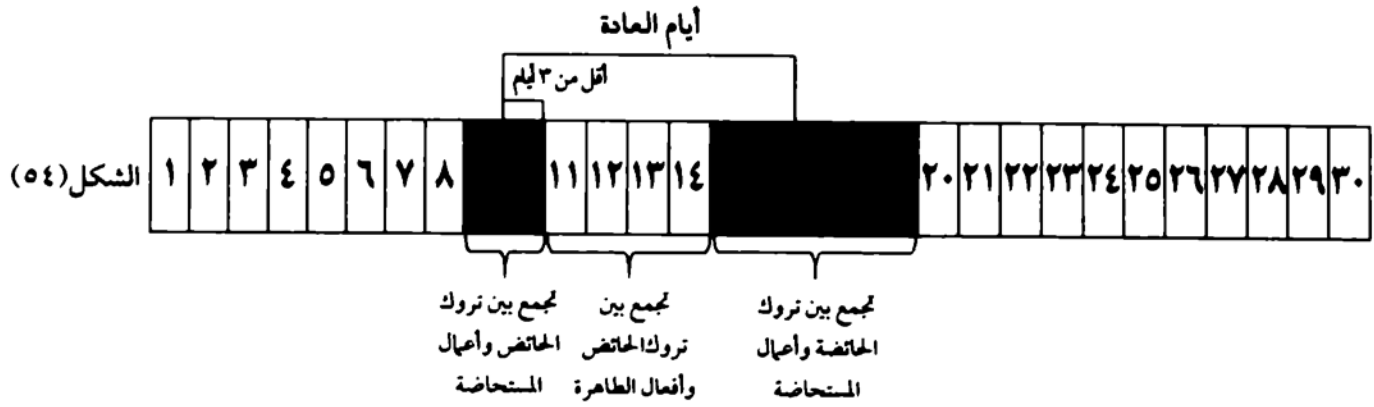 أيام العادة
أقل من ٣ أيام
الشكل (٥٤) ١ ٢ ٣ ٤ ٥ ٦ ٧ ٨ ١١ ١٢ ١٣ ١٤ ٢٠ ٢١ ٢٢ ٢٣ ٢٤ ٢٥ ٢٦ ٢٧ ٢٨ ٢٩ ٣٠
تجمع بين تروك
الحائض وأعمال
المستحاضة
تجمع بين
تروك الحائض
وأفعال الطاهرة
تجمع بين تروك
الحائضة وأعمال
المستحاضة